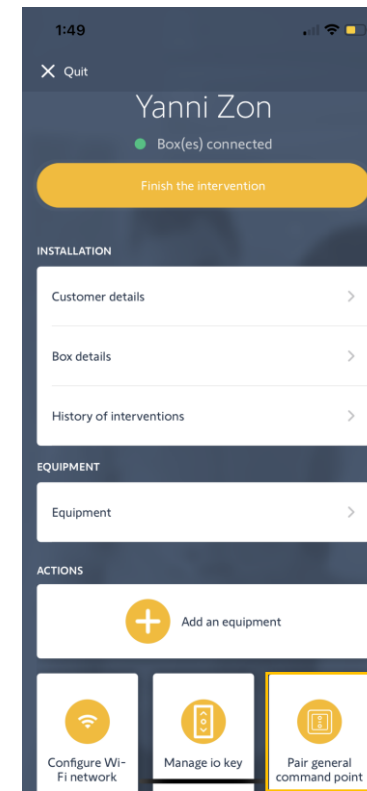 1:49
Quit
Yanni Zon
Box(es) connected
Finish the intervention
INSTALLATION
Customer details
Box details
History of interventions
EQUIPMENT
Equipment
ACTIONS
Add an equipment
Configure Wi-
Fi network
Manage io key
Pair general
command point